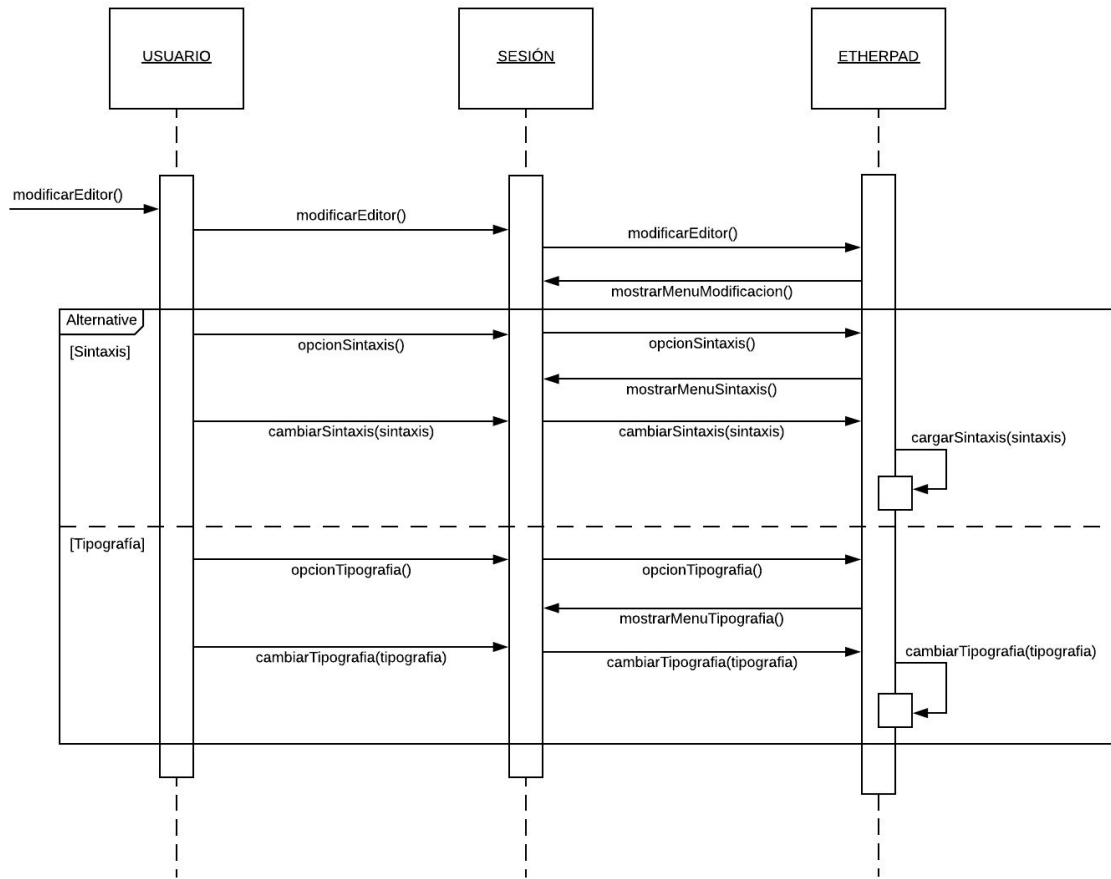 USUARIO
SESIÓN
ETHERPAD
modificarEditor()
modificarEditor()
modificarEditor()
mostrarMenuModificacion()
Alternative
[Sintaxis]
opcionSintaxis()
opcionSintaxis()
mostrarMenuSintaxis()
cambiarSintaxis(sintaxis)
cambiarSintaxis(sintaxis)
cargarSintaxis(sintaxis)
[Tipografía]
opcionTipografia()
opcionTipografia()
mostrarMenuTipografia()
cambiarTipografia(tipografia)
cambiarTipografia(tipografia)
cambiarTipografia(tipografia)